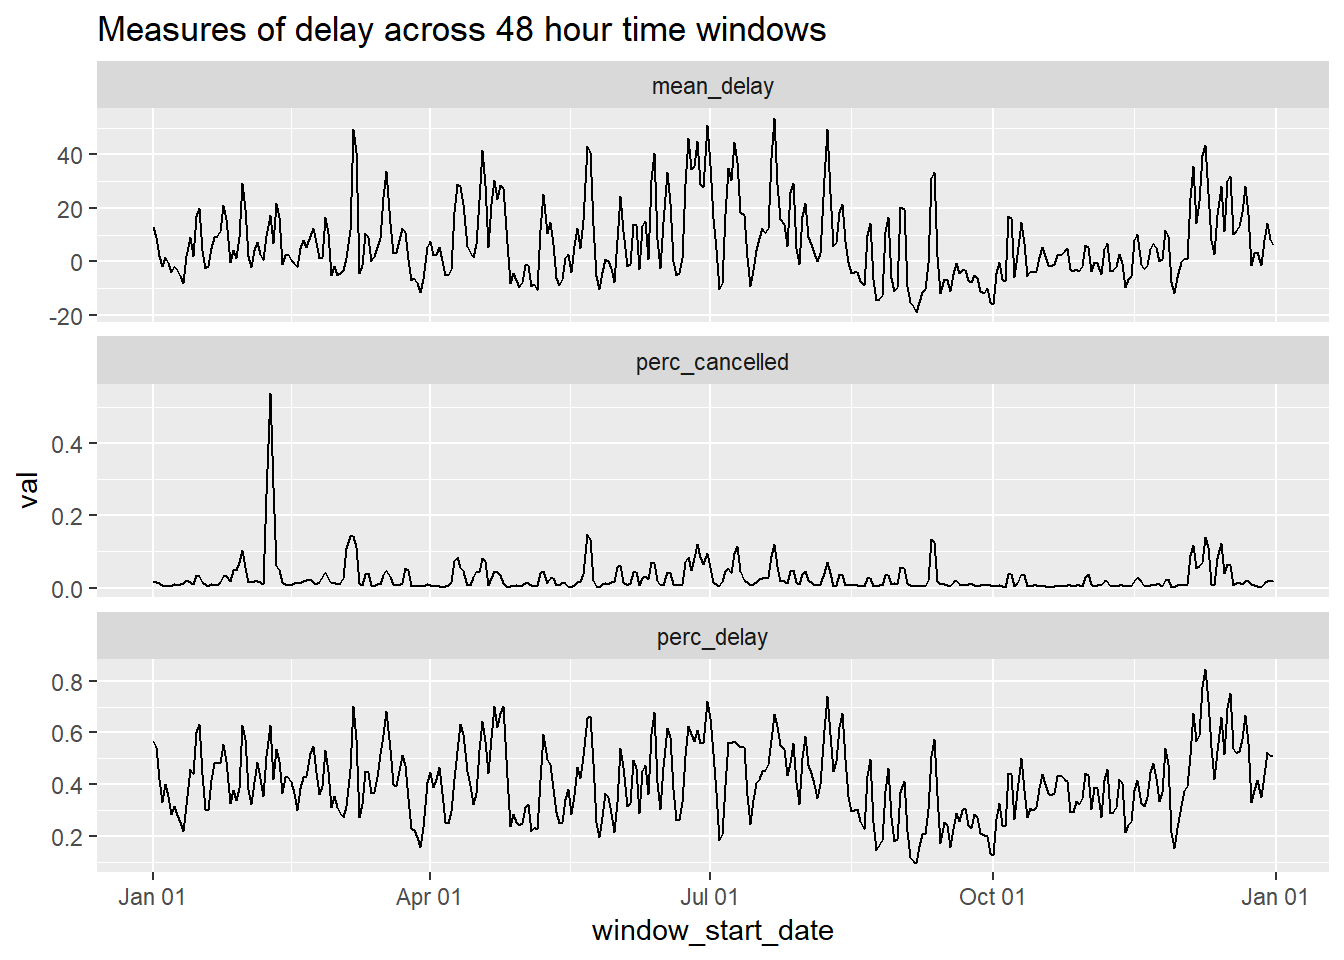 Measures of delay across 48 hour time windows
mean_delay
40
20
0
-20
perc_cancelled
0.4
0.2
0.0
val
perc_delay
0.8
0.6
0.4
0.2
Jan 01 Apr 01 Jul 01 Oct 01 Jan 01
window_start_date